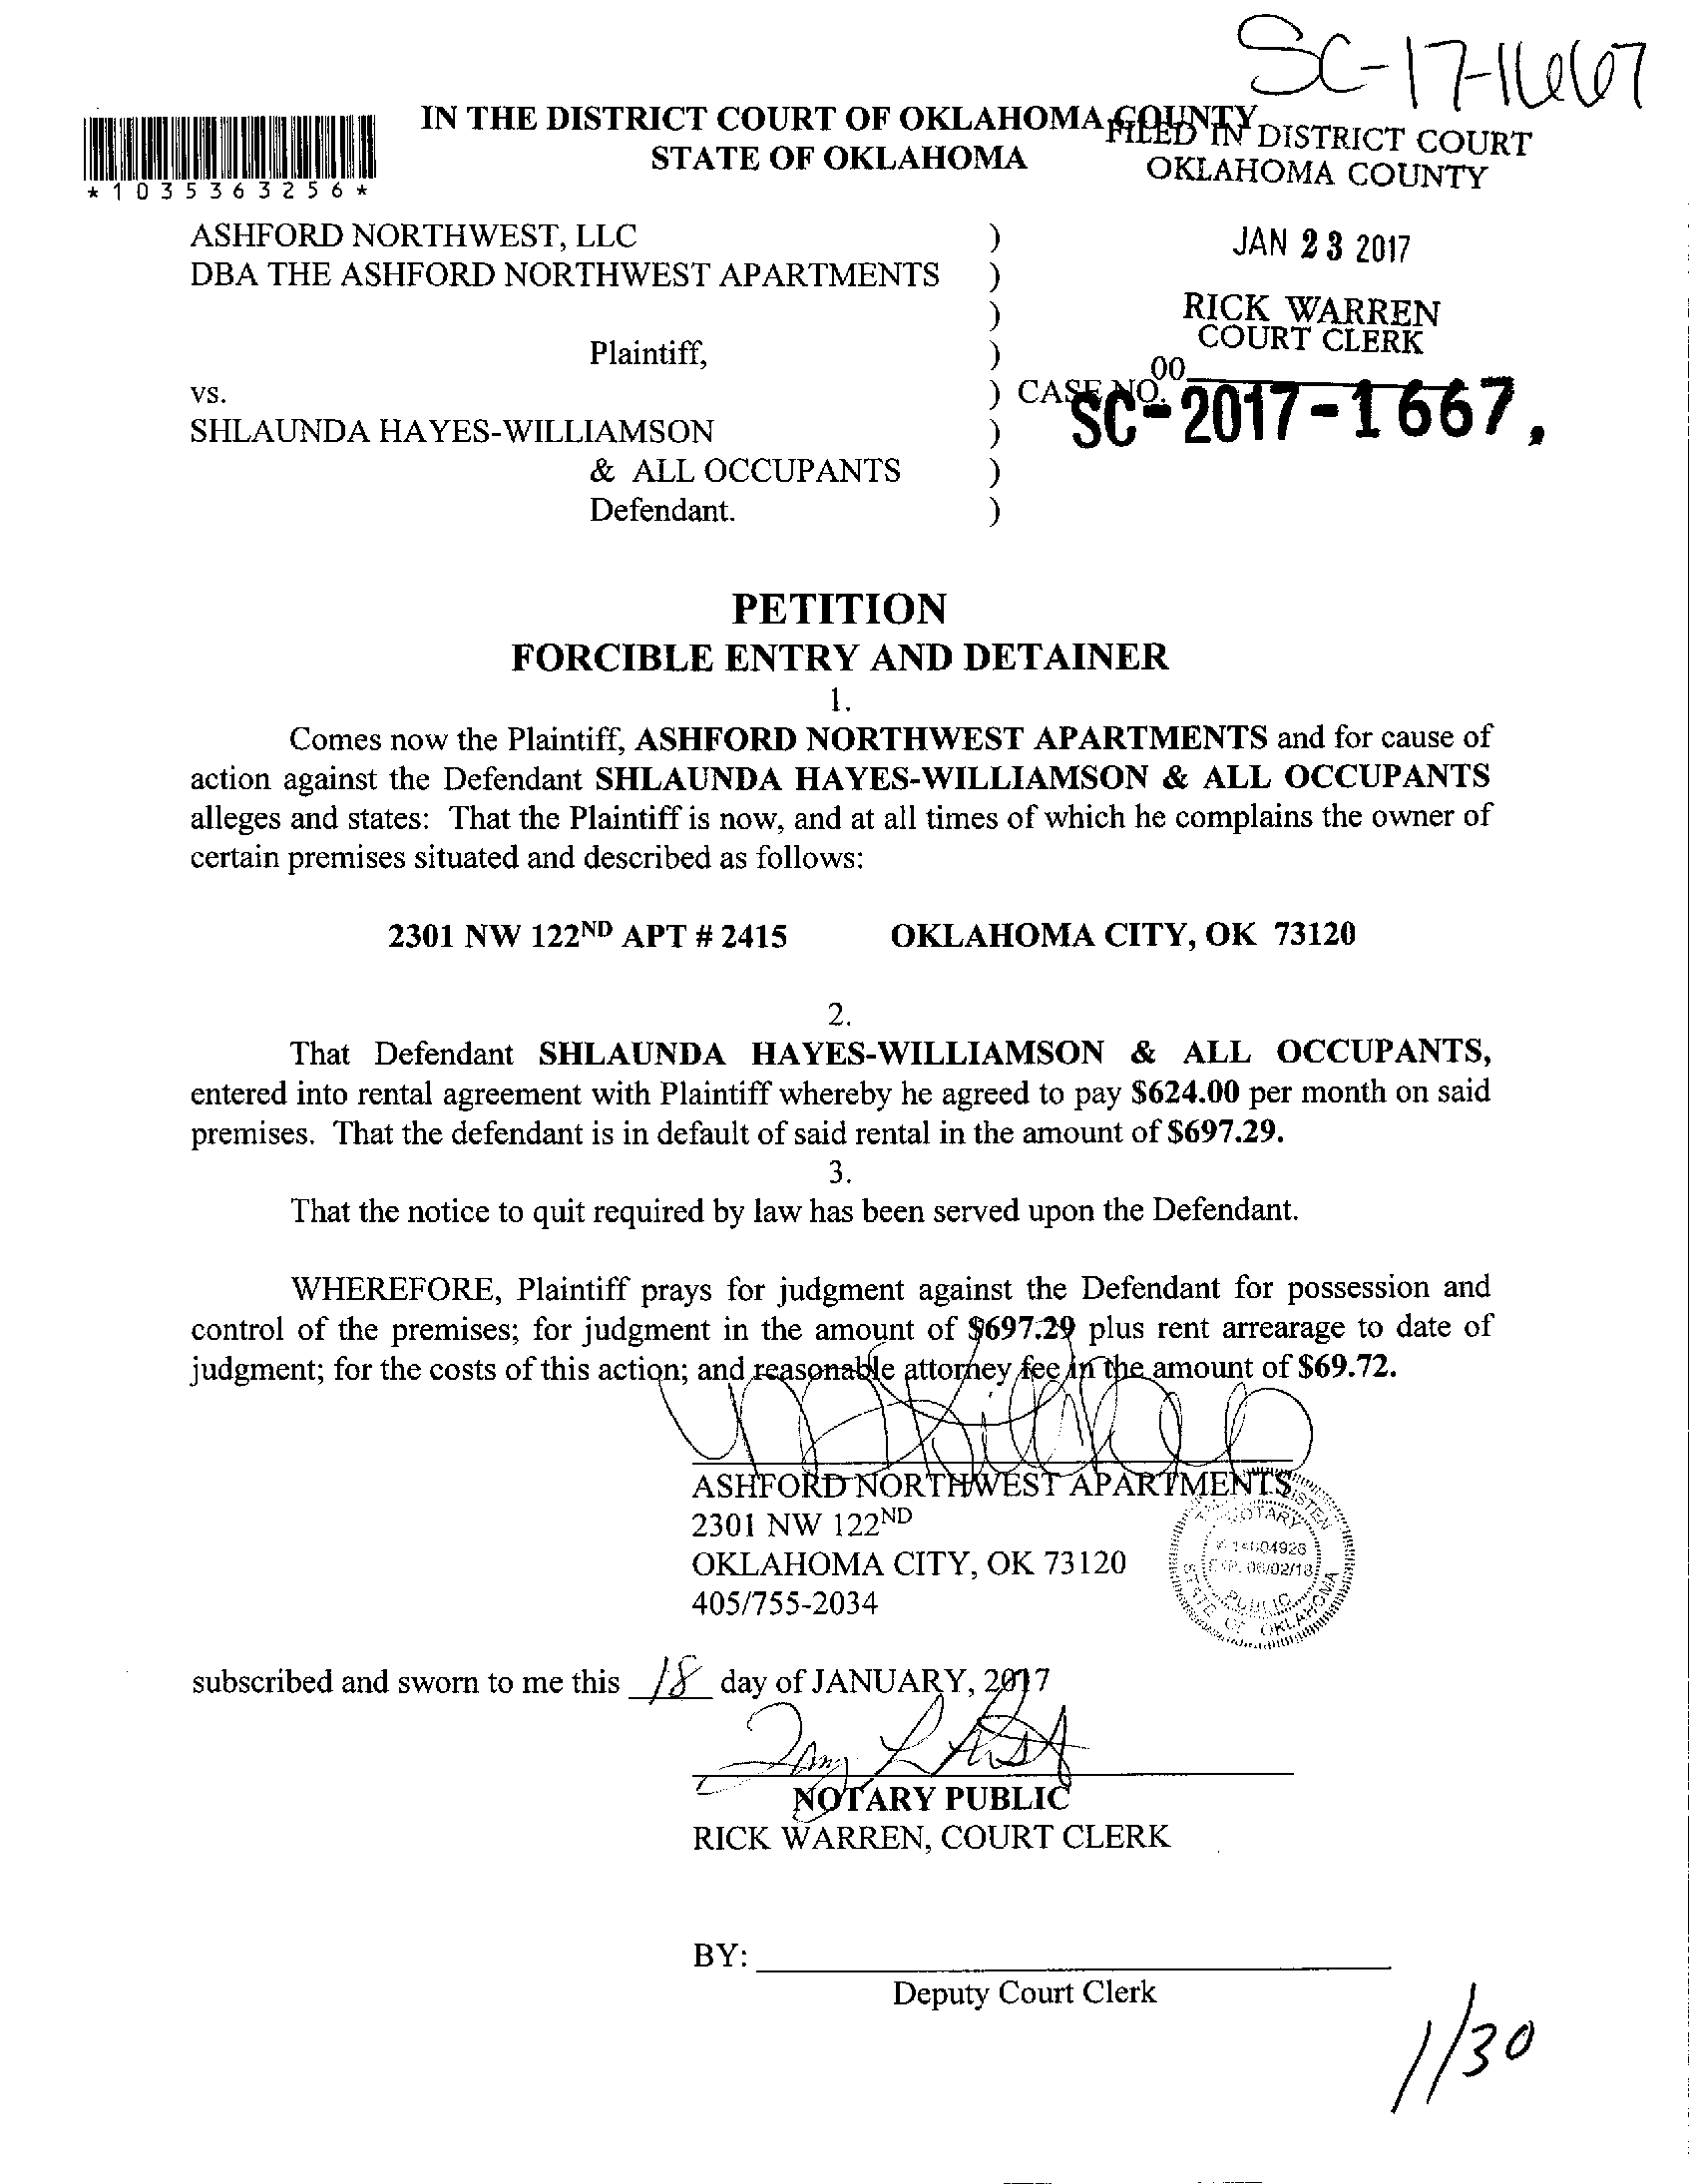 SC-17-1667
IN THE DISTRICT COURT OF OKLAHOMA COUNTY
STATE OF OKLAHOMA
FILED IN DISTRICT COURT
OKLAHOMA COUNTY
*1035363256*
JAN 23 2017
RICK WARREN
COURT CLERK
00
ASHFORD NORTHWEST, LLC )
DBA THE ASHFORD NORTHWEST APARTMENTS )
)
Plaintiff, )
vs. ) CASE NO.
SC-2017-1667,
SHLAUNDA HAYES-WILLIAMSON )
& ALL OCCUPANTS )
Defendant. )
PETITION
FORCIBLE ENTRY AND DETAINER
1.
Comes now the Plaintiff, ASHFORD NORTHWEST APARTMENTS and for cause of
action against the Defendant SHLAUNDA HAYES-WILLIAMSON & ALL OCCUPANTS
alleges and states: That the Plaintiff is now, and at all times of which he complains the owner of
certain premises situated and described as follows:
2301 NW 122ND APT # 2415 OKLAHOMA CITY, OK 73120
2.
That Defendant SHLAUNDA HAYES-WILLIAMSON & ALL OCCUPANTS,
entered into rental agreement with Plaintiff whereby he agreed to pay $624.00 per month on said
premises. That the defendant is in default of said rental in the amount of $697.29.
3.
That the notice to quit required by law has been served upon the Defendant.
WHEREFORE, Plaintiff prays for judgment against the Defendant for possession and
control of the premises; for judgment in the amount of $697.29 plus rent arrearage to date of
judgment; for the costs of this action; and reasonable attorney fee in the amount of $69.72.
ASHFORD NORTHWEST APARTMENTS
2301 NW 122ND
OKLAHOMA CITY, OK 73120
405/755-2034
NOTARY
EXP. 06/02/18
PUBLIC
STATE OF OKLAHOMA
subscribed and sworn to me this 18 day of JANUARY, 2017
NOTARY PUBLIC
RICK WARREN, COURT CLERK
BY:
Deputy Court Clerk
1/30